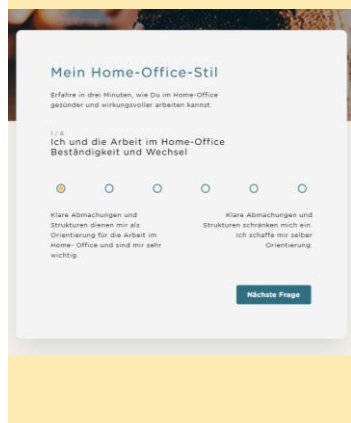 Mein Home-Office-Stil
Erfahre in drei Minuten, wie Du im Home-Office
gesünder und wirkungsvoller arbeiten kannst.
1/6
Ich und die Arbeit im Home-Office
Beständigkeit und Wechsel
Klare Abmachungen und
Strukturen dienen mir als
Orientierung für die Arbeit im
Home- Office und sind mir sehr
wichtig.
Klare Abmachungen und
Strukturen schränken mich ein.
Ich schaffe mir selber
Orientierung.
Nächste Frage